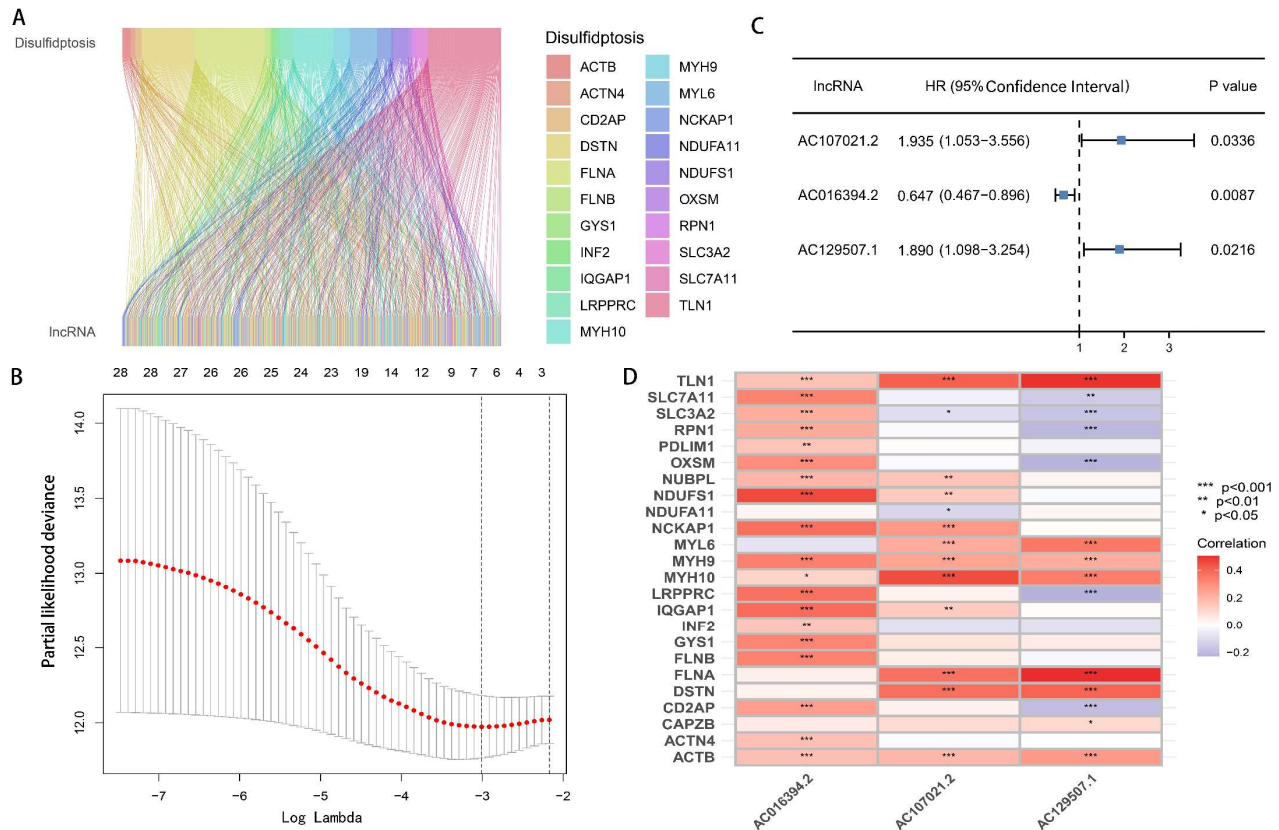 A
Disulfidptosis
lncRNA
Disulfidptosis
ACTB
ACTN4
CD2AP
DSTN
FLNA
FLNB
GYS1
INF2
IQGAP1
LRPPRC
MYH10
MYH9
MYL6
NCKAP1
NDUFA11
NDUFS1
OXSM
RPN1
SLC3A2
SLC7A11
TLN1
C
lncRNA HR (95% Confidence Interval) P value
AC107021.2 1.935 (1.053−3.556) 0.0336
AC016394.2 0.647 (0.467−0.896) 0.0087
AC129507.1 1.890 (1.098−3.254) 0.0216
1 2 3
B
28 28 27 26 26 24 23 21 19 14 12 9 7 6 4 3
Partial likelihood deviance
14.0
13.5
13.0
12.5
12.0
−7 −6 −5 −4 −3 −2
Log Lambda
D
TLN1 *** *** ***
SLC7A11 *** **
SLC3A2 *** * ***
RPN1 *** ***
PDLIM1 **
OXSM *** ***
NUBPL *** **
NDUFS1 *** **
NDUFA11 *
NCKAP1 *** ***
MYL6 *** ***
MYH9 *** *** ***
MYH10 * *** ***
LRPPRC *** ***
IQGAP1 *** **
INF2 **
GYS1 ***
FLNB ***
FLNA *** ***
DSTN *** ***
CD2AP *** ***
CAPZB *
ACTN4 ***
ACTB *** *** ***
AC016394.2
AC107021.2
AC129507.1
*** p<0.001
** p<0.01
* p<0.05
Correlation
0.4
0.2
0.0
−0.2